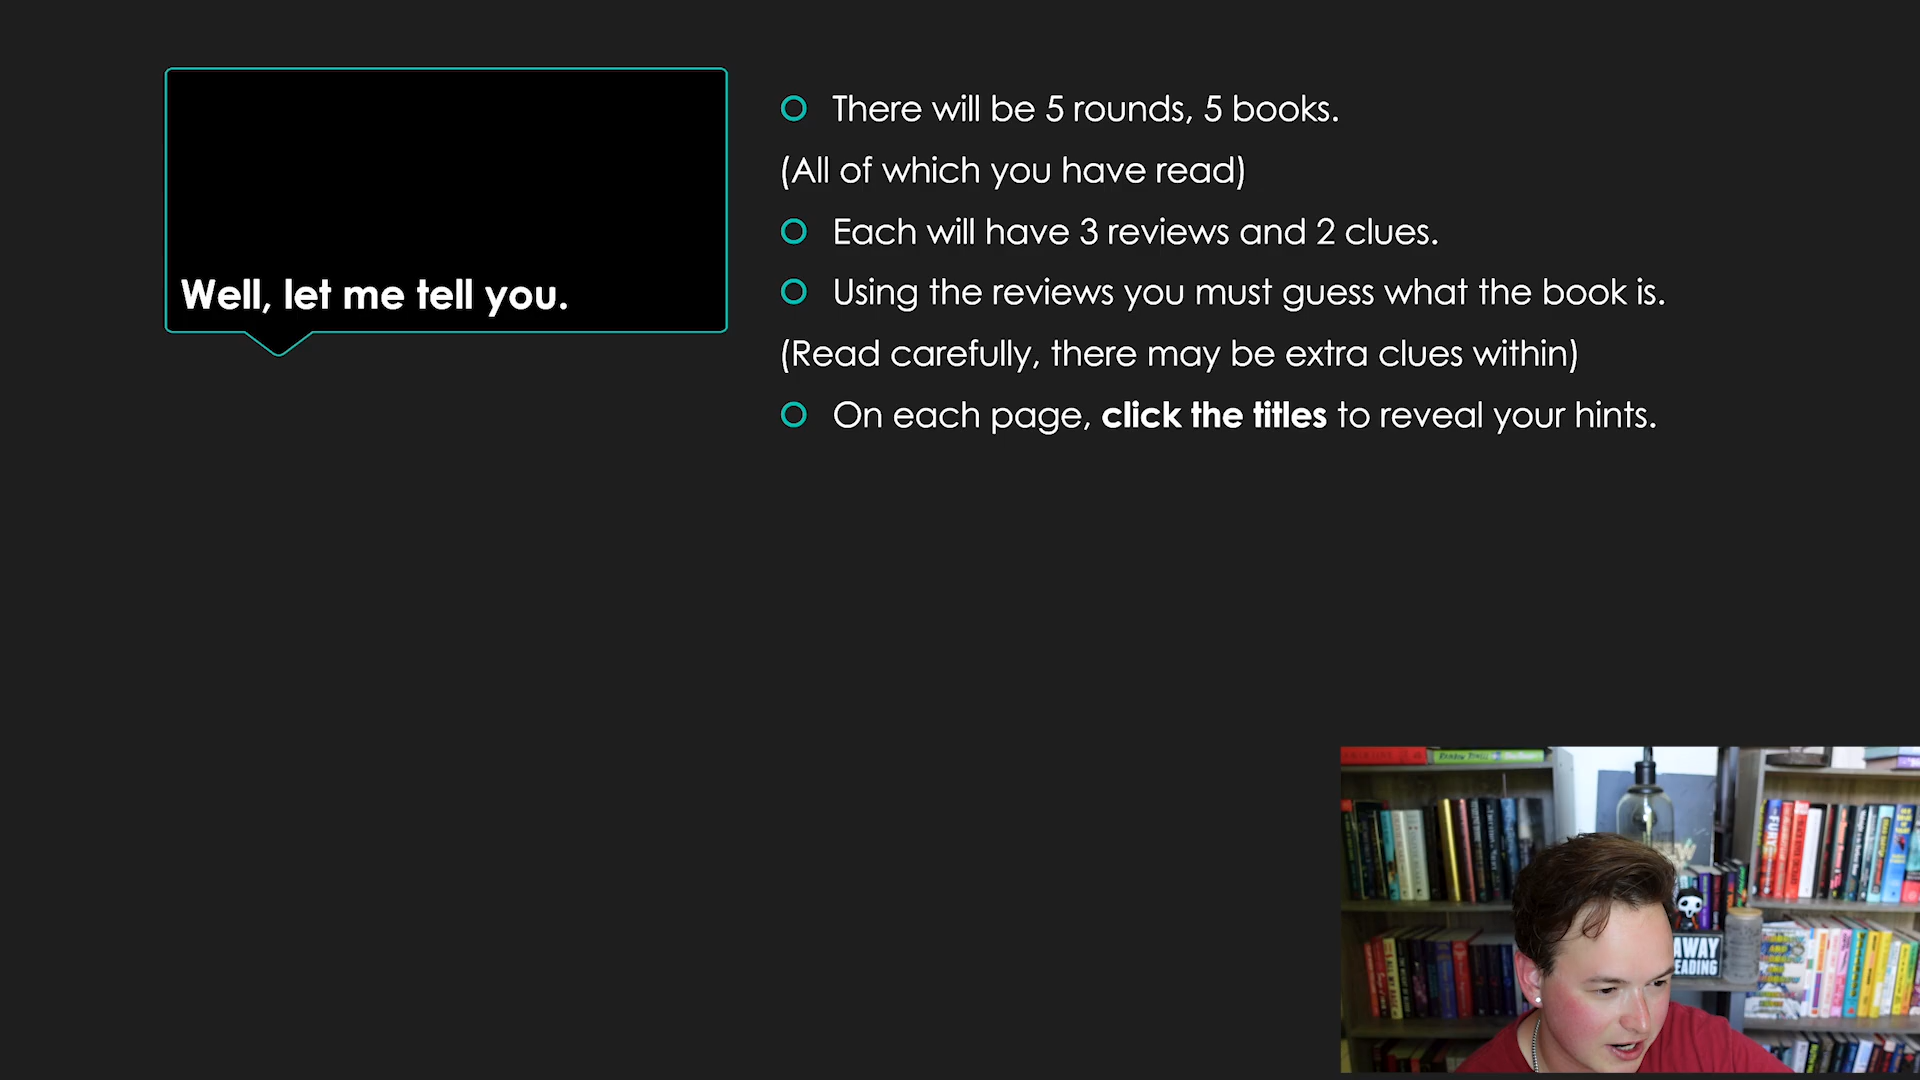 Well, let me tell you.
There will be 5 rounds, 5 books.
(All of which you have read)
Each will have 3 reviews and 2 clues.
Using the reviews you must guess what the book is.
(Read carefully, there may be extra clues within)
On each page, click the titles to reveal your hints.
FURY
AWAY